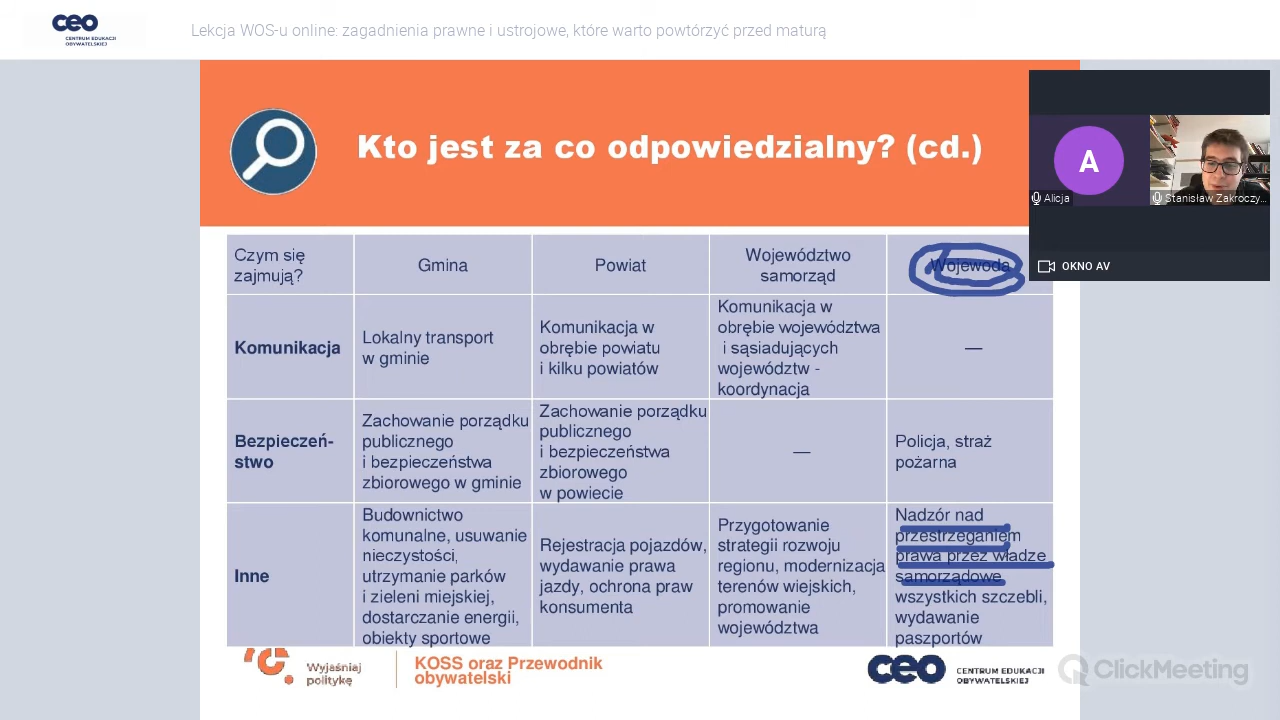 ceo
CENTRUM EDUKACJI
OBYWATELSKIEJ
Lekcja WOS-u online: zagadnienia prawne i ustrojowe, które warto powtórzyć przed maturą
Kto jest za co odpowiedzialny? (cd.)
A
Alicja
Stanisław Zakroczy...
OKNO AV
Czym się
zajmują?
Gmina
Powiat
Województwo
samorząd
Wojewoda
Komunikacja
Lokalny transport
w gminie
Komunikacja w
obrębie powiatu
i kilku powiatów
Komunikacja w
obrębie województwa
i sąsiadujących
województw -
koordynacja
—
Bezpieczeń-
stwo
Zachowanie porządku
publicznego
i bezpieczeństwa
zbiorowego w gminie
Zachowanie porządku
publicznego
i bezpieczeństwa
zbiorowego
w powiecie
—
Policja, straż
pożarna
Inne
Budownictwo
komunalne, usuwanie
nieczystości,
utrzymanie parków
i zieleni miejskiej,
dostarczanie energii,
obiekty sportowe
Rejestracja pojazdów,
wydawanie prawa
jazdy, ochrona praw
konsumenta
Przygotowanie
strategii rozwoju
regionu, modernizacja
terenów wiejskich,
promowanie
województwa
Nadzór nad
przestrzeganiem
prawa przez władze
samorządowe
wszystkich szczebli,
wydawanie
paszportów
Wyjaśniaj
politykę
KOSS oraz Przewodnik
obywatelski
ceo
CENTRUM EDUKACJI
OBYWATELSKIEJ
ClickMeeting